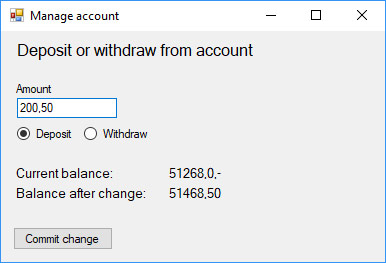 Manage account
Deposit or withdraw from account
Amount
200,50
Deposit Withdraw
Current balance: 51268,0,-
Balance after change: 51468,50
Commit change